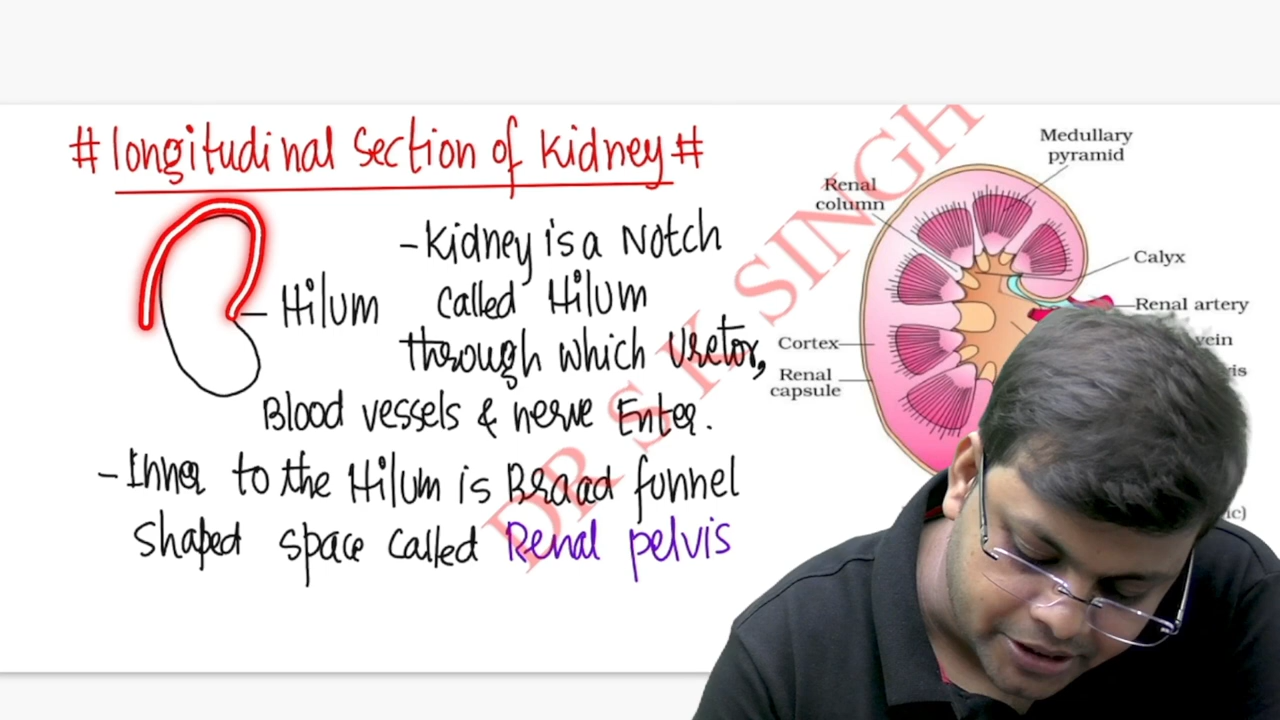 # Longitudinal Section of Kidney #
Hilum
- Kidney is a Notch
called Hilum
through which Uretor,
Blood vessels & nerve Enter.
- Inner to the Hilum is Broad funnel
shaped space called Renal pelvis
DR S K SINGH
Medullary
pyramid
Renal
column
Calyx
Renal artery
Cortex
Renal
capsule